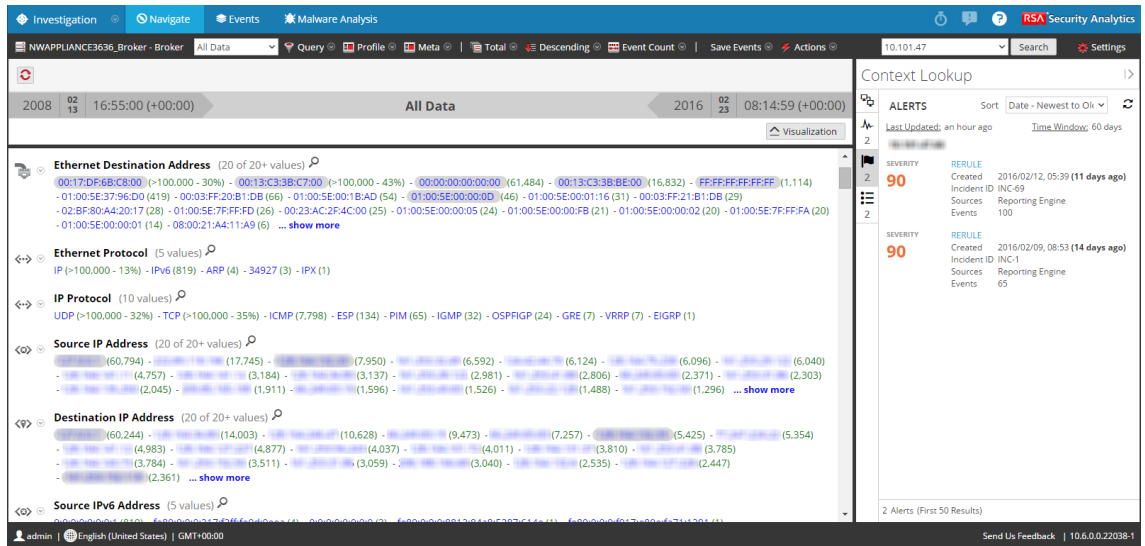 Investigation Navigate Events Malware Analysis RSA Security Analytics
NWAPPLIANCE3636_Broker - Broker All Data Query Profile Meta | Total Descending Event Count | Save Events Actions 10.101.47 Search Settings
Context Lookup
2008 02 13 16:55:00 (+00:00) All Data 2016 02 23 08:14:59 (+00:00)
Visualization
Ethernet Destination Address (20 of 20+ values)
00:17:DF:6B:C8:00 (>100,000 - 30%) - 00:13:C3:3B:C7:00 (>100,000 - 43%) - 00:00:00:00:00:00 (61,484) - 00:13:C3:3B:BE:00 (16,832) - FF:FF:FF:FF:FF:FF (1,114)
- 01:00:5E:37:96:D0 (419) - 00:03:FF:20:B1:DB (66) - 01:00:5E:00:1B:AD (54) - 01:00:5E:00:00:0D (46) - 01:00:5E:00:01:16 (31) - 00:03:FF:21:B1:DB (29)
- 02:BF:80:A4:20:17 (28) - 01:00:5E:7F:FF:FD (26) - 00:23:AC:2F:4C:00 (25) - 01:00:5E:00:00:05 (24) - 01:00:5E:00:00:FB (21) - 01:00:5E:00:00:02 (20) - 01:00:5E:7F:FF:FA (20)
- 01:00:5E:00:00:01 (14) - 08:00:21:A4:11:A9 (6) ... show more
Ethernet Protocol (5 values)
IP (>100,000 - 13%) - IPv6 (819) - ARP (4) - 34927 (3) - IPX (1)
IP Protocol (10 values)
UDP (>100,000 - 32%) - TCP (>100,000 - 35%) - ICMP (7,798) - ESP (134) - PIM (65) - IGMP (32) - OSPFIGP (24) - GRE (7) - VRRP (7) - EIGRP (1)
Source IP Address (20 of 20+ values)
(60,794) - (17,745) - (7,950) - (6,592) - (6,124) - (6,096) - (6,040)
- (4,757) - (3,184) - (3,137) - (2,981) - (2,806) - (2,371) - (2,303)
- (2,045) - (1,911) - (1,596) - (1,526) - (1,488) - (1,296) ... show more
Destination IP Address (20 of 20+ values)
(60,244) - (14,003) - (10,628) - (9,473) - (7,257) - (5,425) - (5,354)
- (4,983) - (4,877) - (4,037) - (4,011) - (3,810) - (3,785)
- (3,784) - (3,511) - (3,059) - (3,040) - (2,535) - (2,447)
- (2,361) ... show more
Source IPv6 Address (5 values)
ALERTS Sort Date - Newest to Ol
Last Updated: an hour ago Time Window: 60 days
2
2
2
SEVERITY RERULE
90 Created 2016/02/12, 05:39 (11 days ago)
Incident ID INC-69
Sources Reporting Engine
Events 100
SEVERITY RERULE
90 Created 2016/02/09, 08:53 (14 days ago)
Incident ID INC-1
Sources Reporting Engine
Events 65
2 Alerts (First 50 Results)
admin | English (United States) | GMT+00:00 Send Us Feedback | 10.6.0.0.22038-1